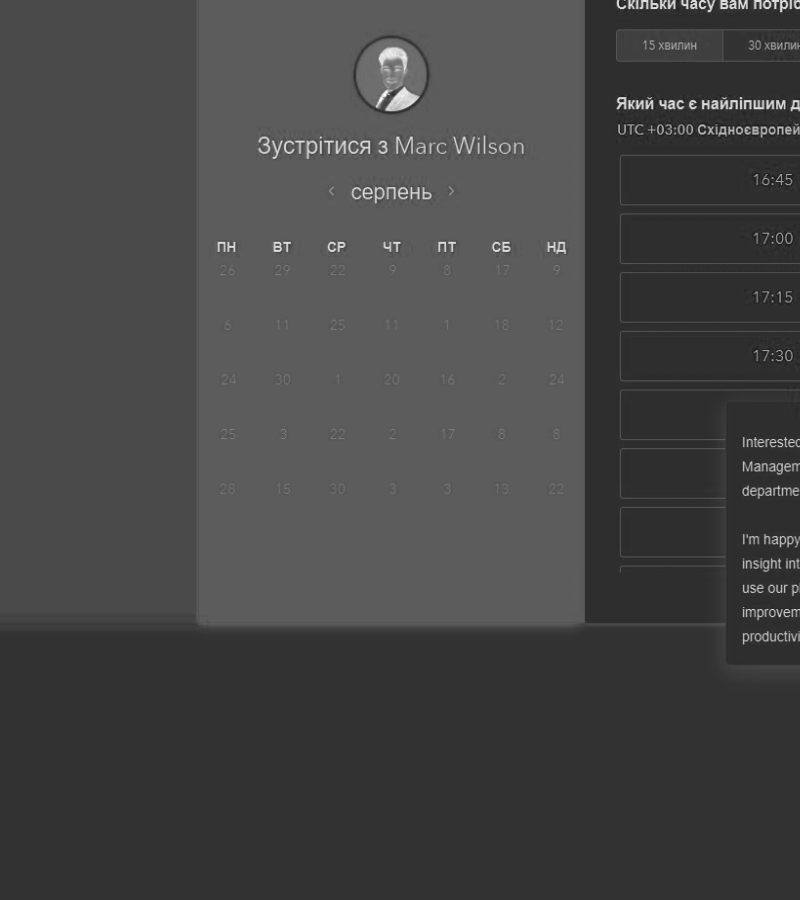 Зустрітися з Marc Wilson
серпень
ПН ВТ СР ЧТ ПТ СБ НД
26 29 22 9 8 17 9
6 11 25 11 1 18 12
24 30 1 20 16 2 24
25 3 22 2 17 8 8
28 15 30 3 3 13 22
Скільки часу вам потріб
15 хвилин 30 хвилин
Який час є найліпшим д
UTC +03:00 Східноєвропей
16:45
17:00
17:15
17:30
Interested
Managem
departme
I'm happy
insight int
use our pl
improvem
productivi